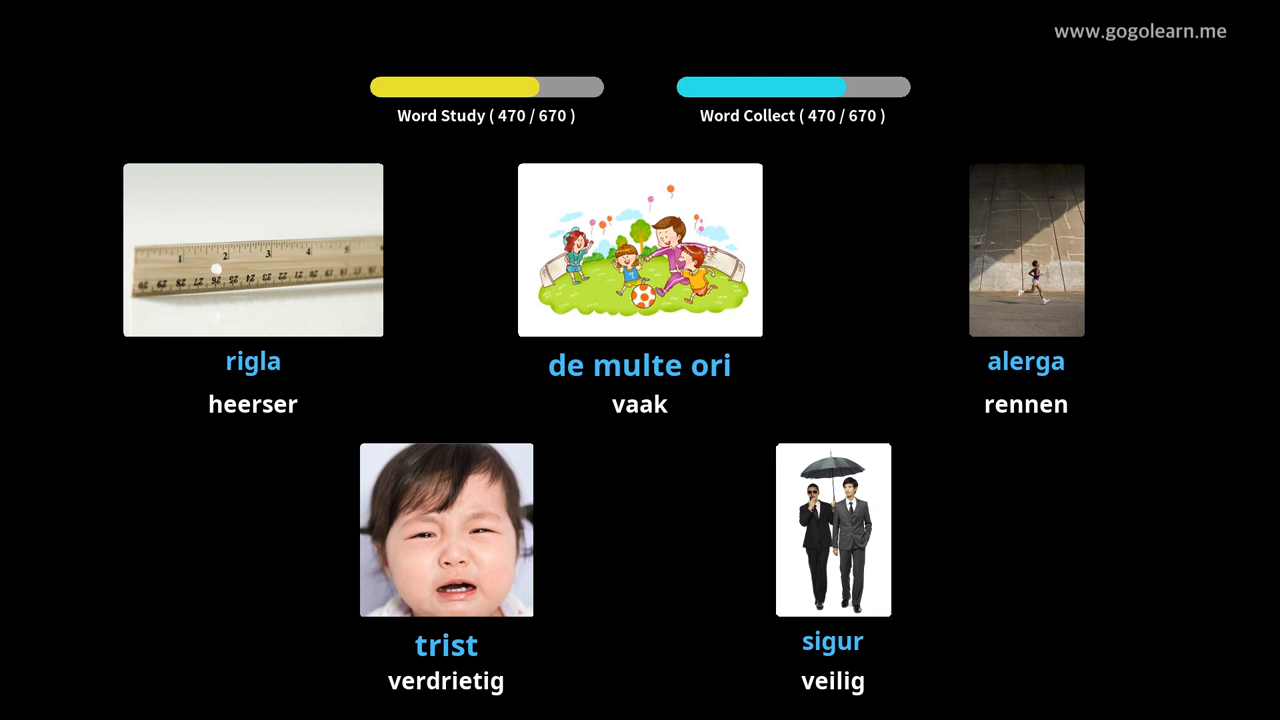 www.gogolearn.me
Word Study ( 470 / 670 )
Word Collect ( 470 / 670 )
rigla
heerser
de multe ori
vaak
alerga
rennen
trist
verdrietig
sigur
veilig